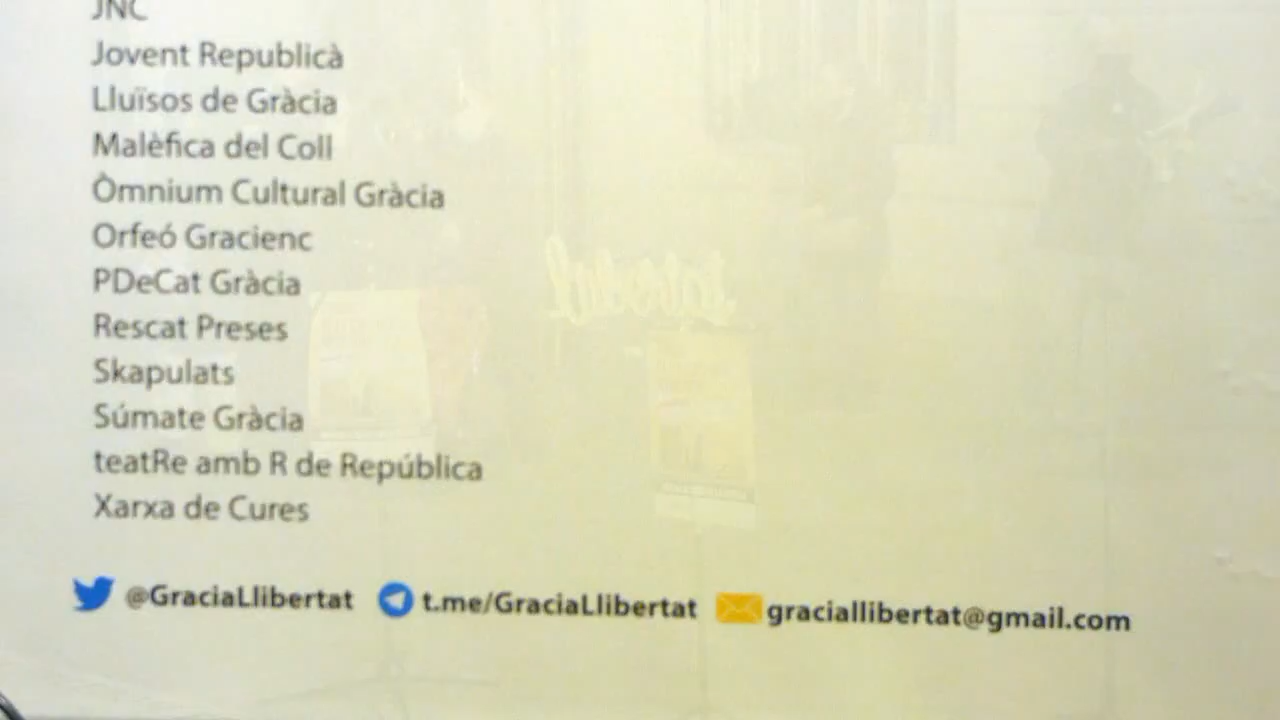 JNC
Jovent Republicà
Lluïsos de Gràcia
Malèfica del Coll
Òmnium Cultural Gràcia
Orfeó Gracienc
PDeCat Gràcia
Rescat Preses
Skapulats
Súmate Gràcia
teatRe amb R de República
Xarxa de Cures
@GraciaLlibertat t.me/GraciaLlibertat graciallibertat@gmail.com